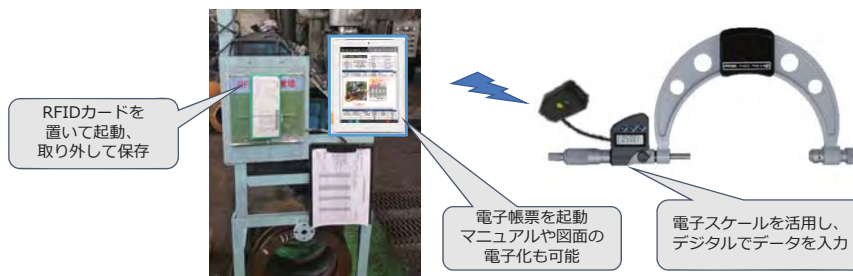 RFIDカードを
置いて起動、
取り外して保存
電子帳票を起動
マニュアルや図面の
電子化も可能
電子スケールを活用し、
デジタルでデータを入力